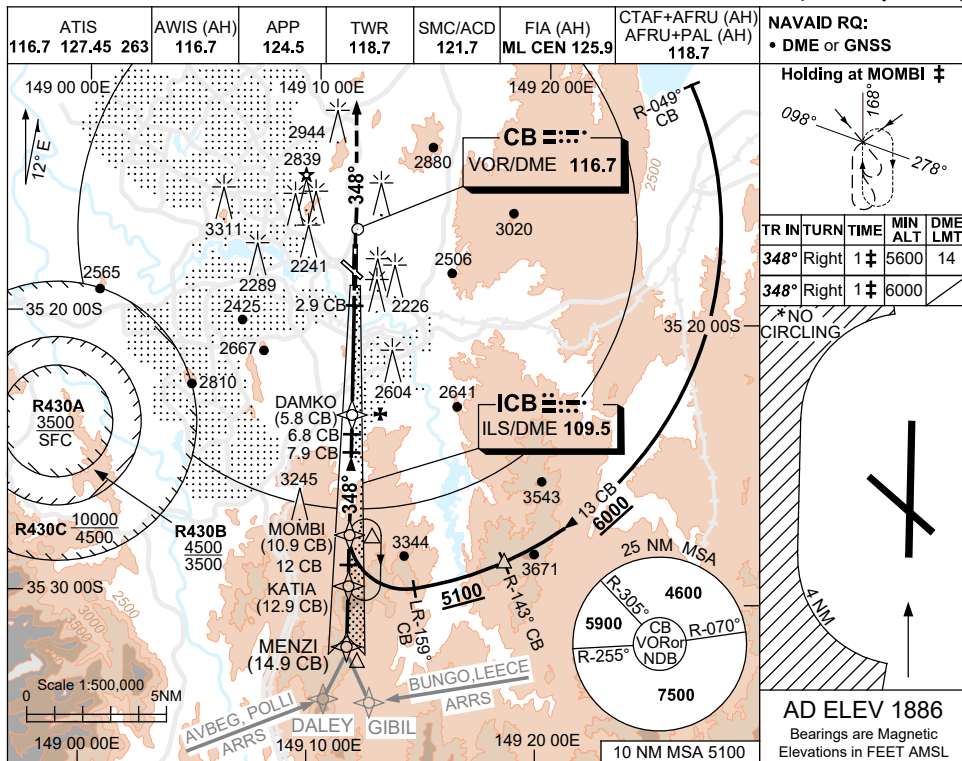 ATIS
116.7 127.45 263
AWIS (AH)
116.7
APP
124.5
TWR
118.7
SMC/ACD
121.7
FIA (AH)
ML CEN 125.9
CTAF+AFRU (AH)
AFRU+PAL (AH)
118.7
NAVAID RQ:
• DME or GNSS
Holding at MOMBI ‡
168°
098°
278°
TR IN TURN TIME MIN ALT DME LMT
348° Right 1 ‡ 5600 14
348° Right 1 ‡ 6000
*NO
CIRCLING
4 NM
AD ELEV 1886
Bearings are Magnetic
Elevations in FEET AMSL
149 00 00E
149 10 00E
149 20 00E
12° E
2944
2839
348°
CB
VOR/DME 116.7
2880
R-049°
CB
2500
3311
2241
3020
2289
2506
2565
2425
2.9 CB
2226
35 20 00S
35 20 00S
2667
2810
2604
2641
R430A
3500
SFC
DAMKO
(5.8 CB)
6.8 CB
7.9 CB
ICB
ILS/DME 109.5
3245
348°
3543
13 CB
6000
R430C 10000
4500
R430B
4500
3500
MOMBI
(10.9 CB)
12 CB
KATIA
(12.9 CB)
3344
3671
5100
LR-159°
CB
R-143° CB
35 30 00S
2500
3000
3500
MENZI
(14.9 CB)
25 NM MSA
R-305°
4600
5900
CB
VORor
NDB
R-070°
R-255°
7500
Scale 1:500,000
0 5NM
AVBEG, POLLI
ARRS
DALEY
GIBIL
BUNGO,LEECE
ARRS
149 00 00E
149 10 00E
149 20 00E
10 NM MSA 5100